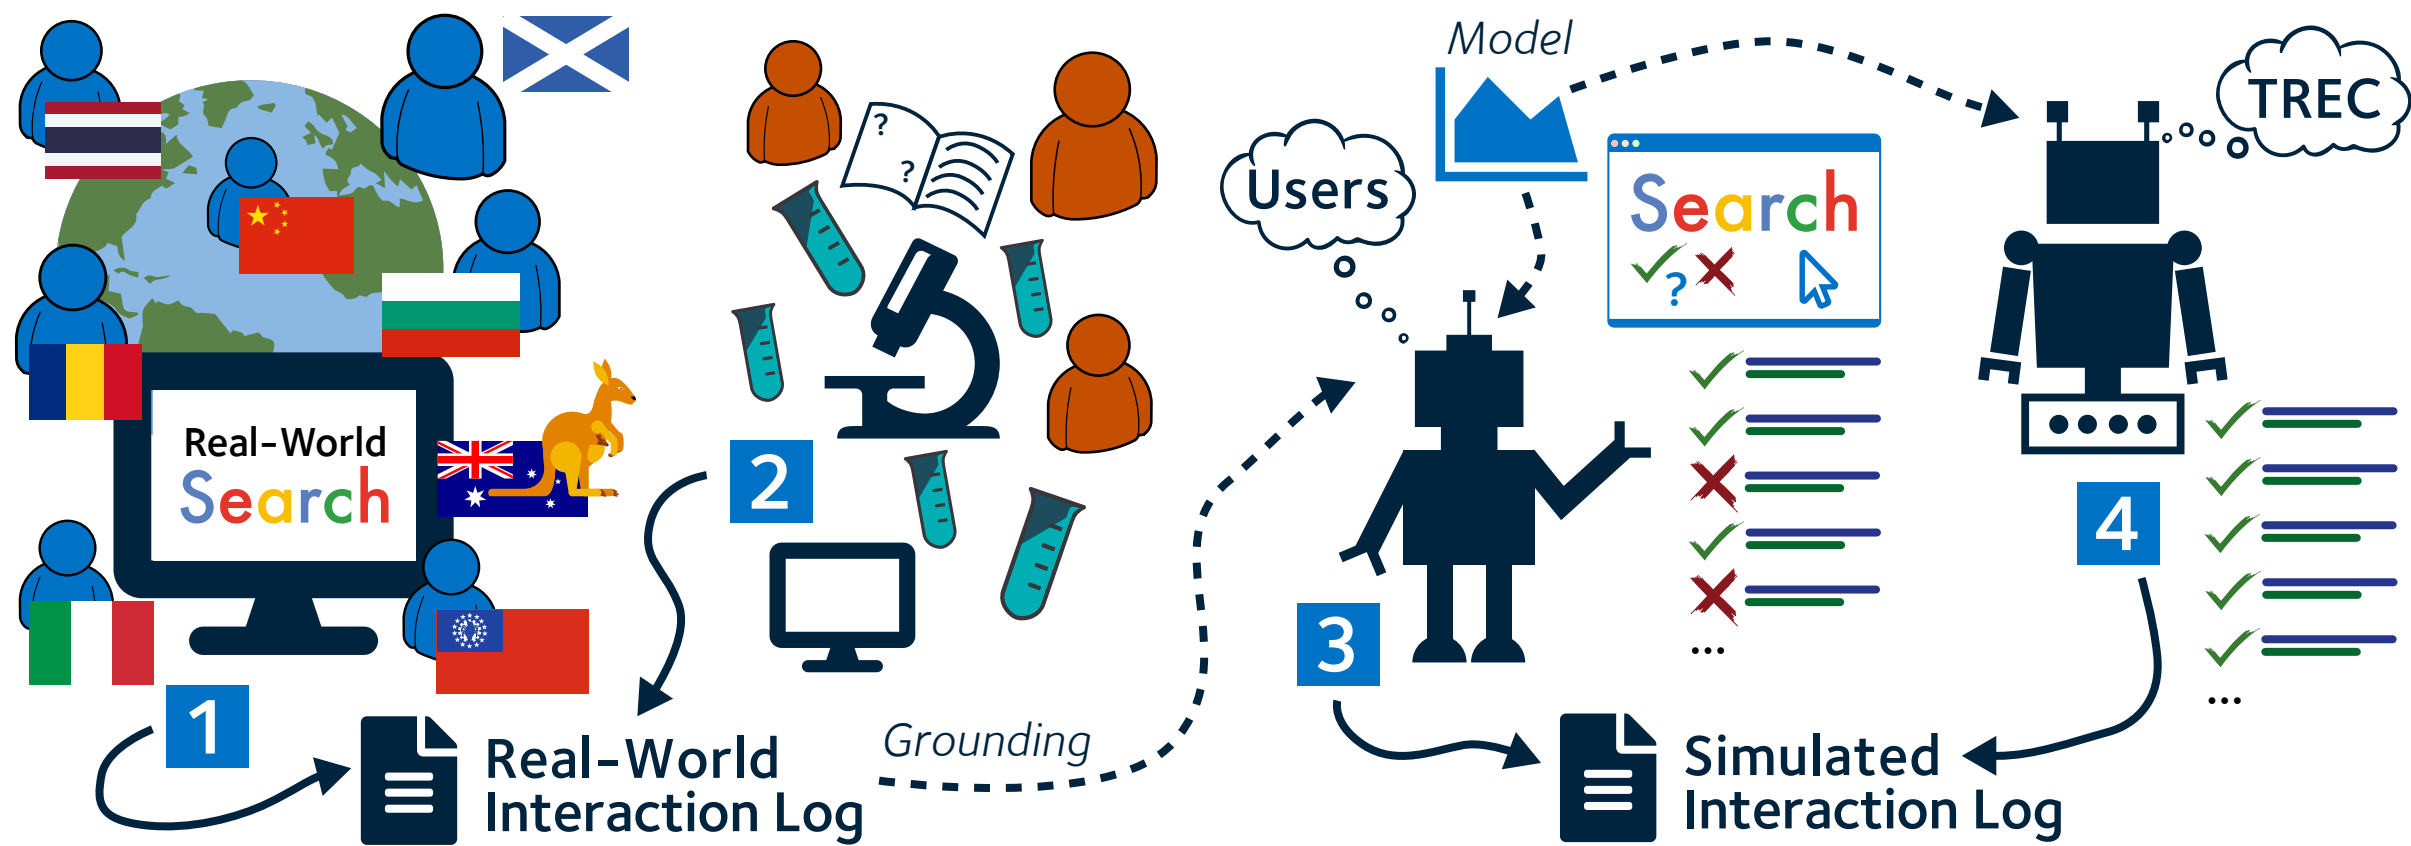 Real-World
Search
1
Real-World
Interaction Log
?
?
2
Grounding
Model
Users
Search
?
3
...
TREC
4
...
Simulated
Interaction Log